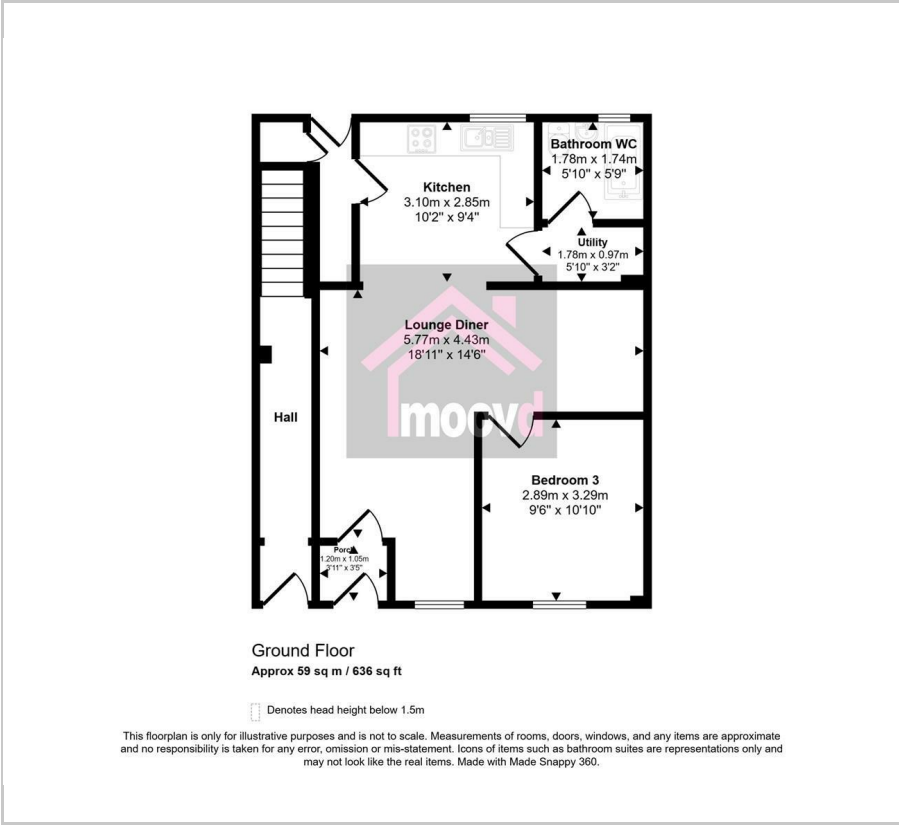 Bathroom WC
1.78m x 1.74m
5'10" x 5'9"
Kitchen
3.10m x 2.85m
10'2" x 9'4"
Utility
1.78m x 0.97m
5'10" x 3'2"
Lounge Diner
5.77m x 4.43m
18'11" x 14'6"
moovd
Hall
Bedroom 3
2.89m x 3.29m
9'6" x 10'10"
Porch
1.20m x 1.05m
3'11" x 3'5"
Ground Floor
Approx 59 sq m / 636 sq ft
Denotes head height below 1.5m
This floorplan is only for illustrative purposes and is not to scale. Measurements of rooms, doors, windows, and any items are approximate
and no responsibility is taken for any error, omission or mis-statement. Icons of items such as bathroom suites are representations only and
may not look like the real items. Made with Made Snappy 360.